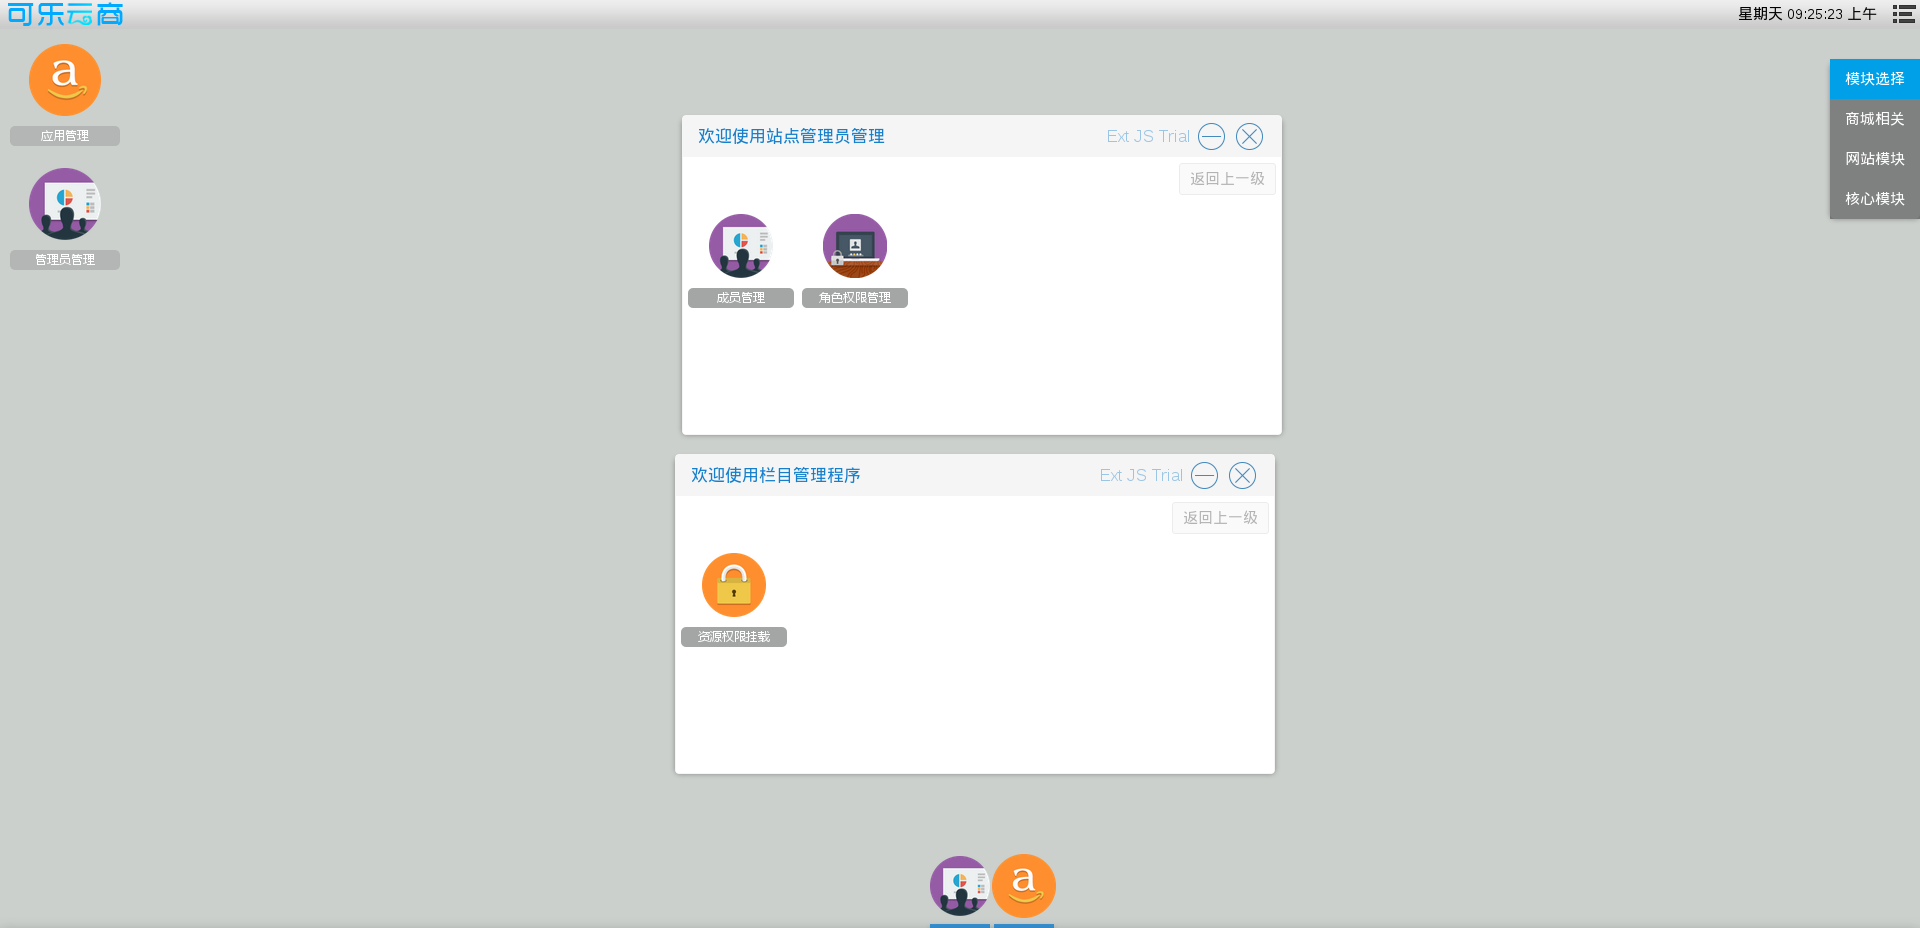 可乐云商
星期天 09:25:23 上午
应用管理
管理员管理
模块选择
商城相关
网站模块
核心模块
欢迎使用站点管理员管理
Ext JS Trial
返回上一级
成员管理
角色权限管理
欢迎使用栏目管理程序
Ext JS Trial
返回上一级
资源权限挂载